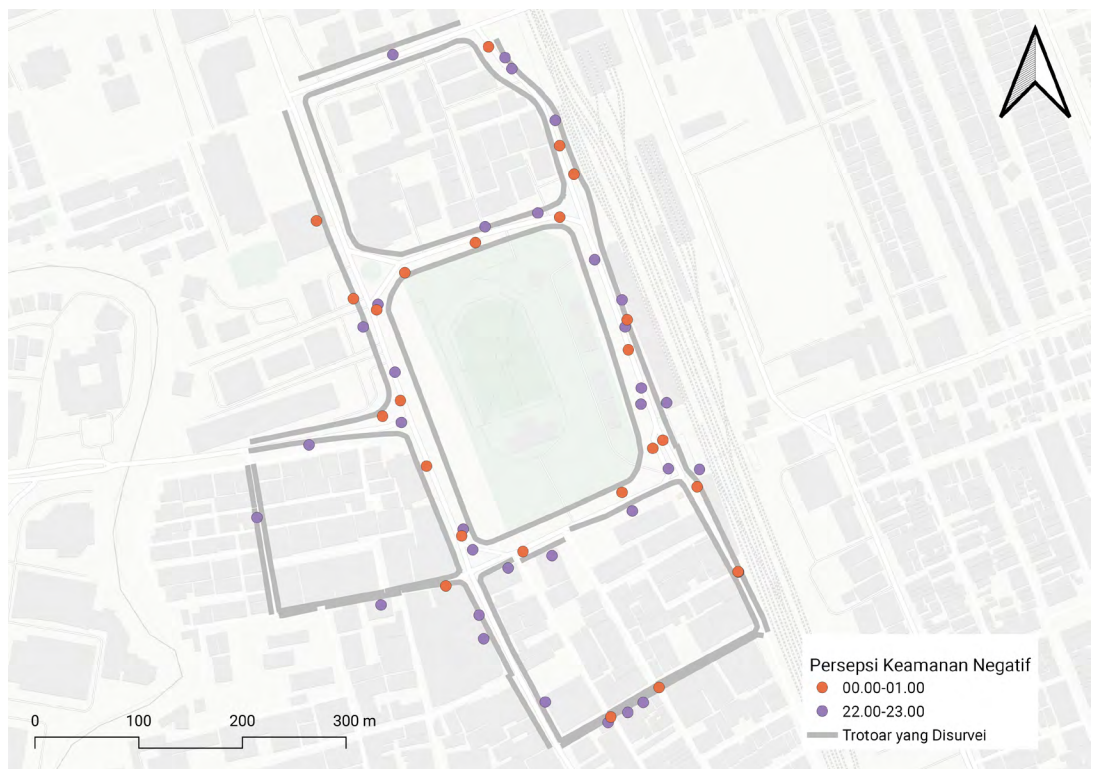 Persepsi Keamanan Negatif
00.00-01.00
22.00-23.00
Trotoar yang Disurvei
0 100 200 300 m